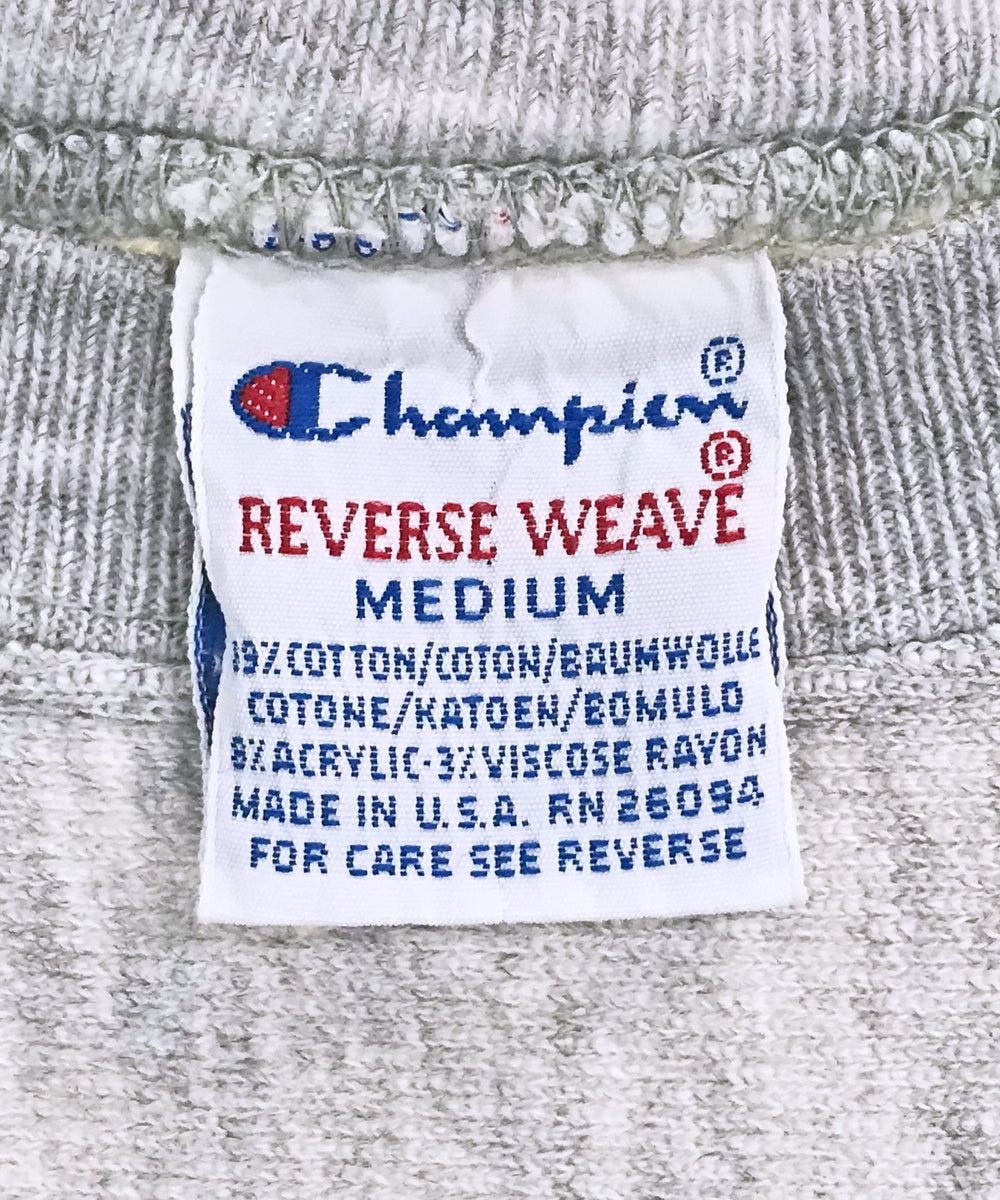 Champion®
REVERSE WEAVE®
MEDIUM
89% COTTON/COTON/BAUMWOLLE
COTONE/KATOEN/BOMULO
8% ACRYLIC-3% VISCOSE RAYON
MADE IN U.S.A. RN 26094
FOR CARE SEE REVERSE